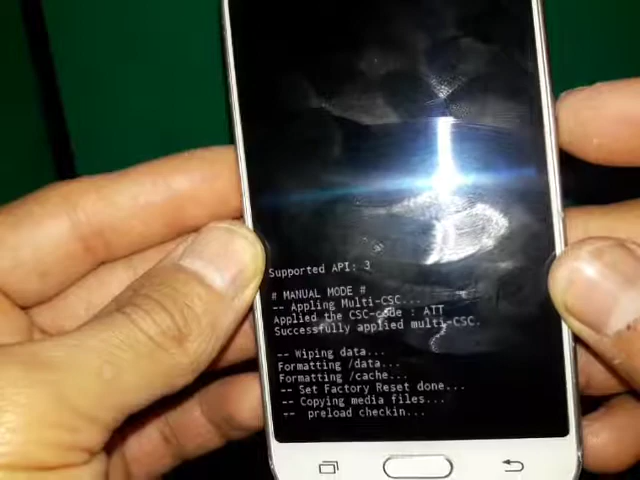 Supported API: 3
# MANUAL MODE #
-- Appling Multi-CSC...
Applied the CSC-code : ATT
Successfully applied multi-CSC.
-- Wiping data...
Formatting /data...
Formatting /cache...
-- Set Factory Reset done...
-- Copying media files...
-- preload checkin...